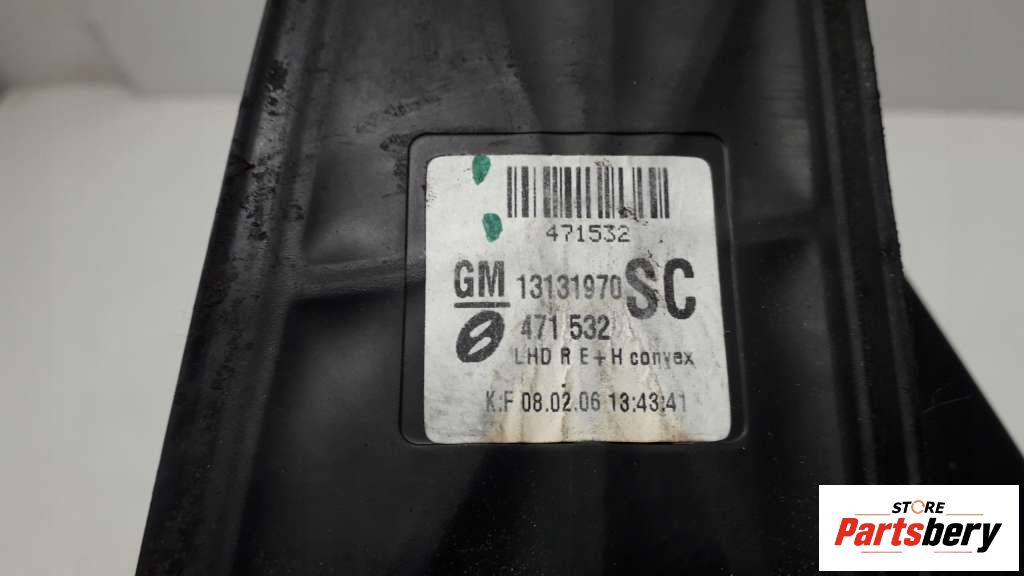 471532
GM 13131970 SC
471 532
LHD R E+H convex
K:F 08.02.06 13:43:41
STORE
Partsbery